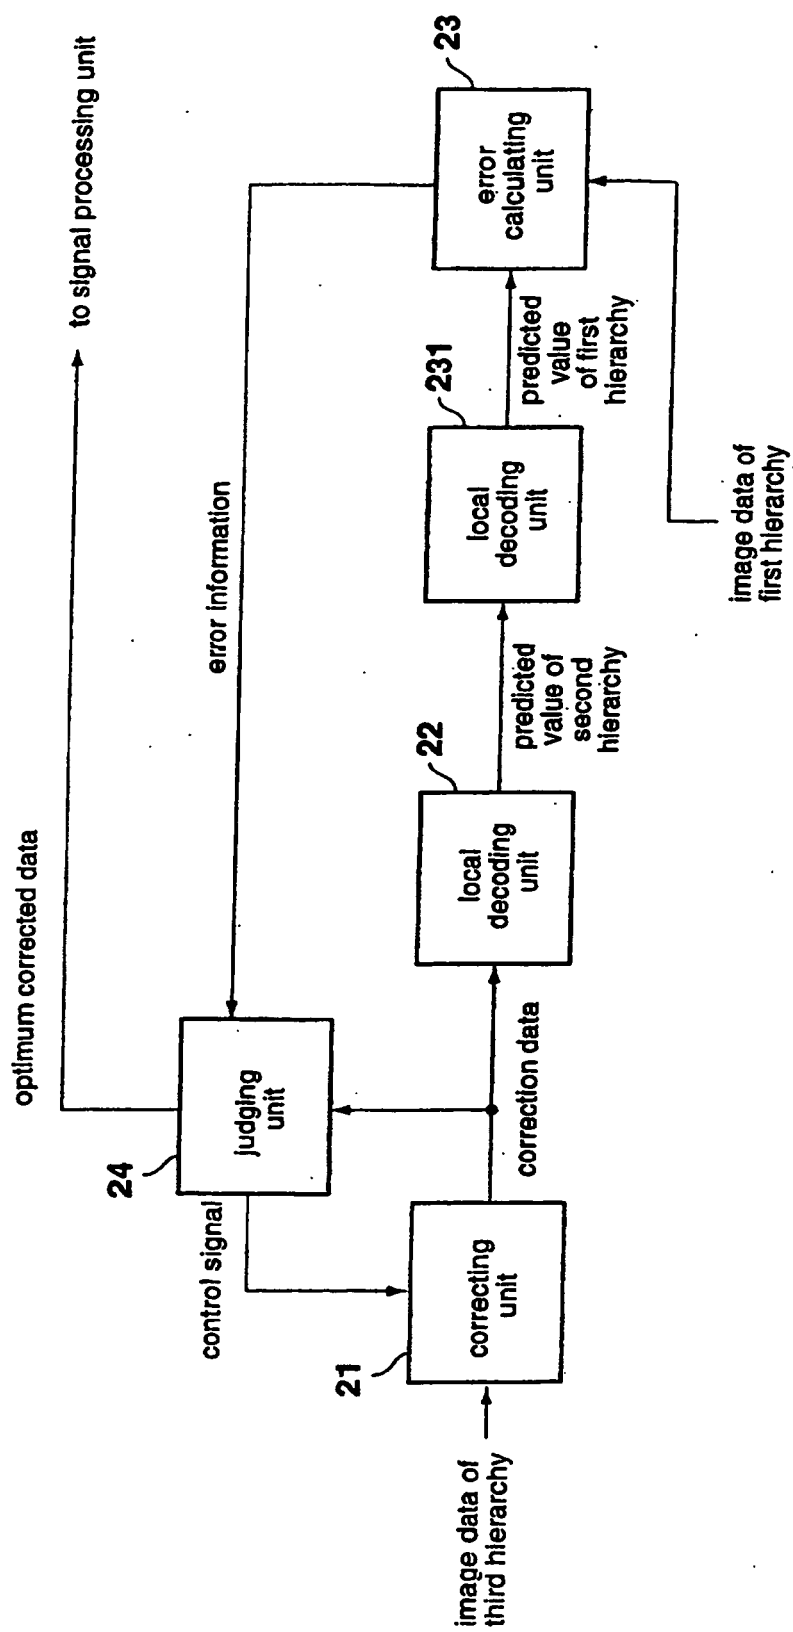 optimum corrected data
to signal processing unit
error information
24
judging
unit
control signal
23
error
calculating
unit
231
local
decoding
unit
predicted
value
of first
hierarchy
22
local
decoding
unit
predicted
value of
second
hierarchy
21
correcting
unit
correction data
image data of
third hierarchy
image data of
first hierarchy